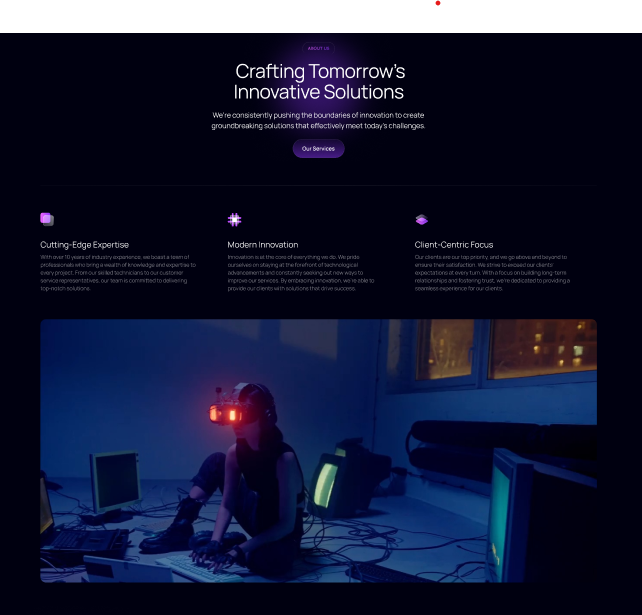 ABOUT US
Crafting Tomorrow's
Innovative Solutions
We're consistently pushing the boundaries of innovation to create
groundbreaking solutions that effectively meet today's challenges.
Our Services
Cutting-Edge Expertise
With over 10 years of industry experience, we boast a team of
professionals who bring a wealth of knowledge and expertise to
every project. From our skilled technicians to our customer
service representatives, our team is committed to delivering
top-notch solutions.
Modern Innovation
Innovation is at the core of everything we do. We pride
ourselves on staying at the forefront of technological
advancements and constantly seeking out new ways to
improve our services. By embracing innovation, we're able to
provide our clients with solutions that drive success.
Client-Centric Focus
Our clients are our top priority, and we go above and beyond to
ensure their satisfaction. We strive to exceed our clients'
expectations at every turn. With a focus on building long-term
relationships and fostering trust, we're dedicated to providing a
seamless experience for our clients.